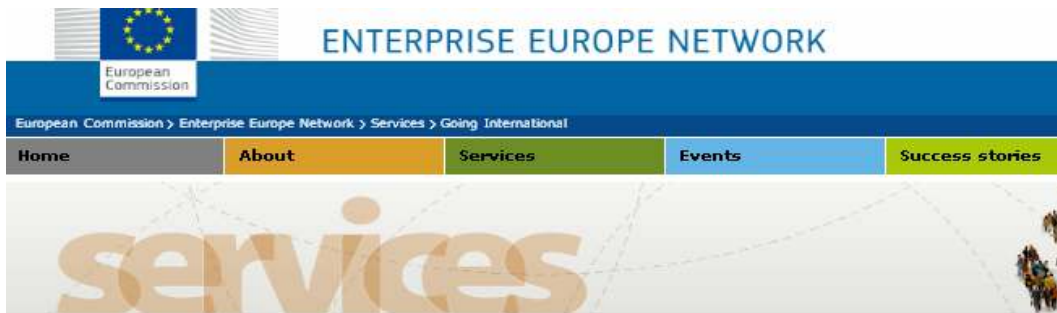 ENTERPRISE EUROPE NETWORK
European
Commission
European Commission > Enterprise Europe Network > Services > Going International
Home About Services Events Success stories
services